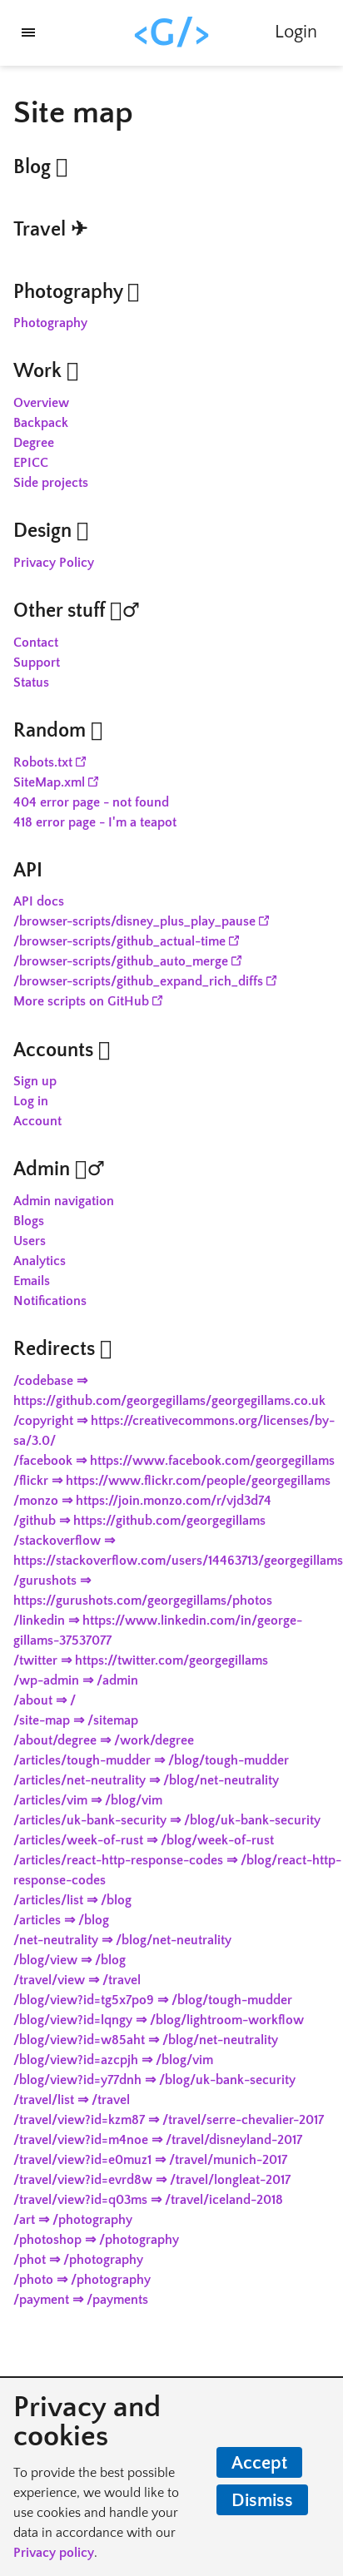 <G/>
Login
Site map
Blog
Travel ✈
Photography
Photography
Work
Overview
Backpack
Degree
EPICC
Side projects
Design
Privacy Policy
Other stuff ♂
Contact
Support
Status
Random
Robots.txt
SiteMap.xml
404 error page - not found
418 error page - I'm a teapot
API
API docs
/browser-scripts/disney_plus_play_pause
/browser-scripts/github_actual-time
/browser-scripts/github_auto_merge
/browser-scripts/github_expand_rich_diffs
More scripts on GitHub
Accounts
Sign up
Log in
Account
Admin ♂
Admin navigation
Blogs
Users
Analytics
Emails
Notifications
Redirects
/codebase ⇒
https://github.com/georgegillams/georgegillams.co.uk
/copyright ⇒ https://creativecommons.org/licenses/by-
sa/3.0/
/facebook ⇒ https://www.facebook.com/georgegillams
/flickr ⇒ https://www.flickr.com/people/georgegillams
/monzo ⇒ https://join.monzo.com/r/vjd3d74
/github ⇒ https://github.com/georgegillams
/stackoverflow ⇒
https://stackoverflow.com/users/14463713/georgegillams
/gurushots ⇒
https://gurushots.com/georgegillams/photos
/linkedin ⇒ https://www.linkedin.com/in/george-
gillams-37537077
/twitter ⇒ https://twitter.com/georgegillams
/wp-admin ⇒ /admin
/about ⇒ /
/site-map ⇒ /sitemap
/about/degree ⇒ /work/degree
/articles/tough-mudder ⇒ /blog/tough-mudder
/articles/net-neutrality ⇒ /blog/net-neutrality
/articles/vim ⇒ /blog/vim
/articles/uk-bank-security ⇒ /blog/uk-bank-security
/articles/week-of-rust ⇒ /blog/week-of-rust
/articles/react-http-response-codes ⇒ /blog/react-http-
response-codes
/articles/list ⇒ /blog
/articles ⇒ /blog
/net-neutrality ⇒ /blog/net-neutrality
/blog/view ⇒ /blog
/travel/view ⇒ /travel
/blog/view?id=tg5x7po9 ⇒ /blog/tough-mudder
/blog/view?id=lqngy ⇒ /blog/lightroom-workflow
/blog/view?id=w85aht ⇒ /blog/net-neutrality
/blog/view?id=azcpjh ⇒ /blog/vim
/blog/view?id=y77dnh ⇒ /blog/uk-bank-security
/travel/list ⇒ /travel
/travel/view?id=kzm87 ⇒ /travel/serre-chevalier-2017
/travel/view?id=m4noe ⇒ /travel/disneyland-2017
/travel/view?id=e0muz1 ⇒ /travel/munich-2017
/travel/view?id=evrd8w ⇒ /travel/longleat-2017
/travel/view?id=q03ms ⇒ /travel/iceland-2018
/art ⇒ /photography
/photoshop ⇒ /photography
/phot ⇒ /photography
/photo ⇒ /photography
/payment ⇒ /payments
Privacy and
cookies
To provide the best possible
experience, we would like to
use cookies and handle your
data in accordance with our
Privacy policy.
Accept
Dismiss